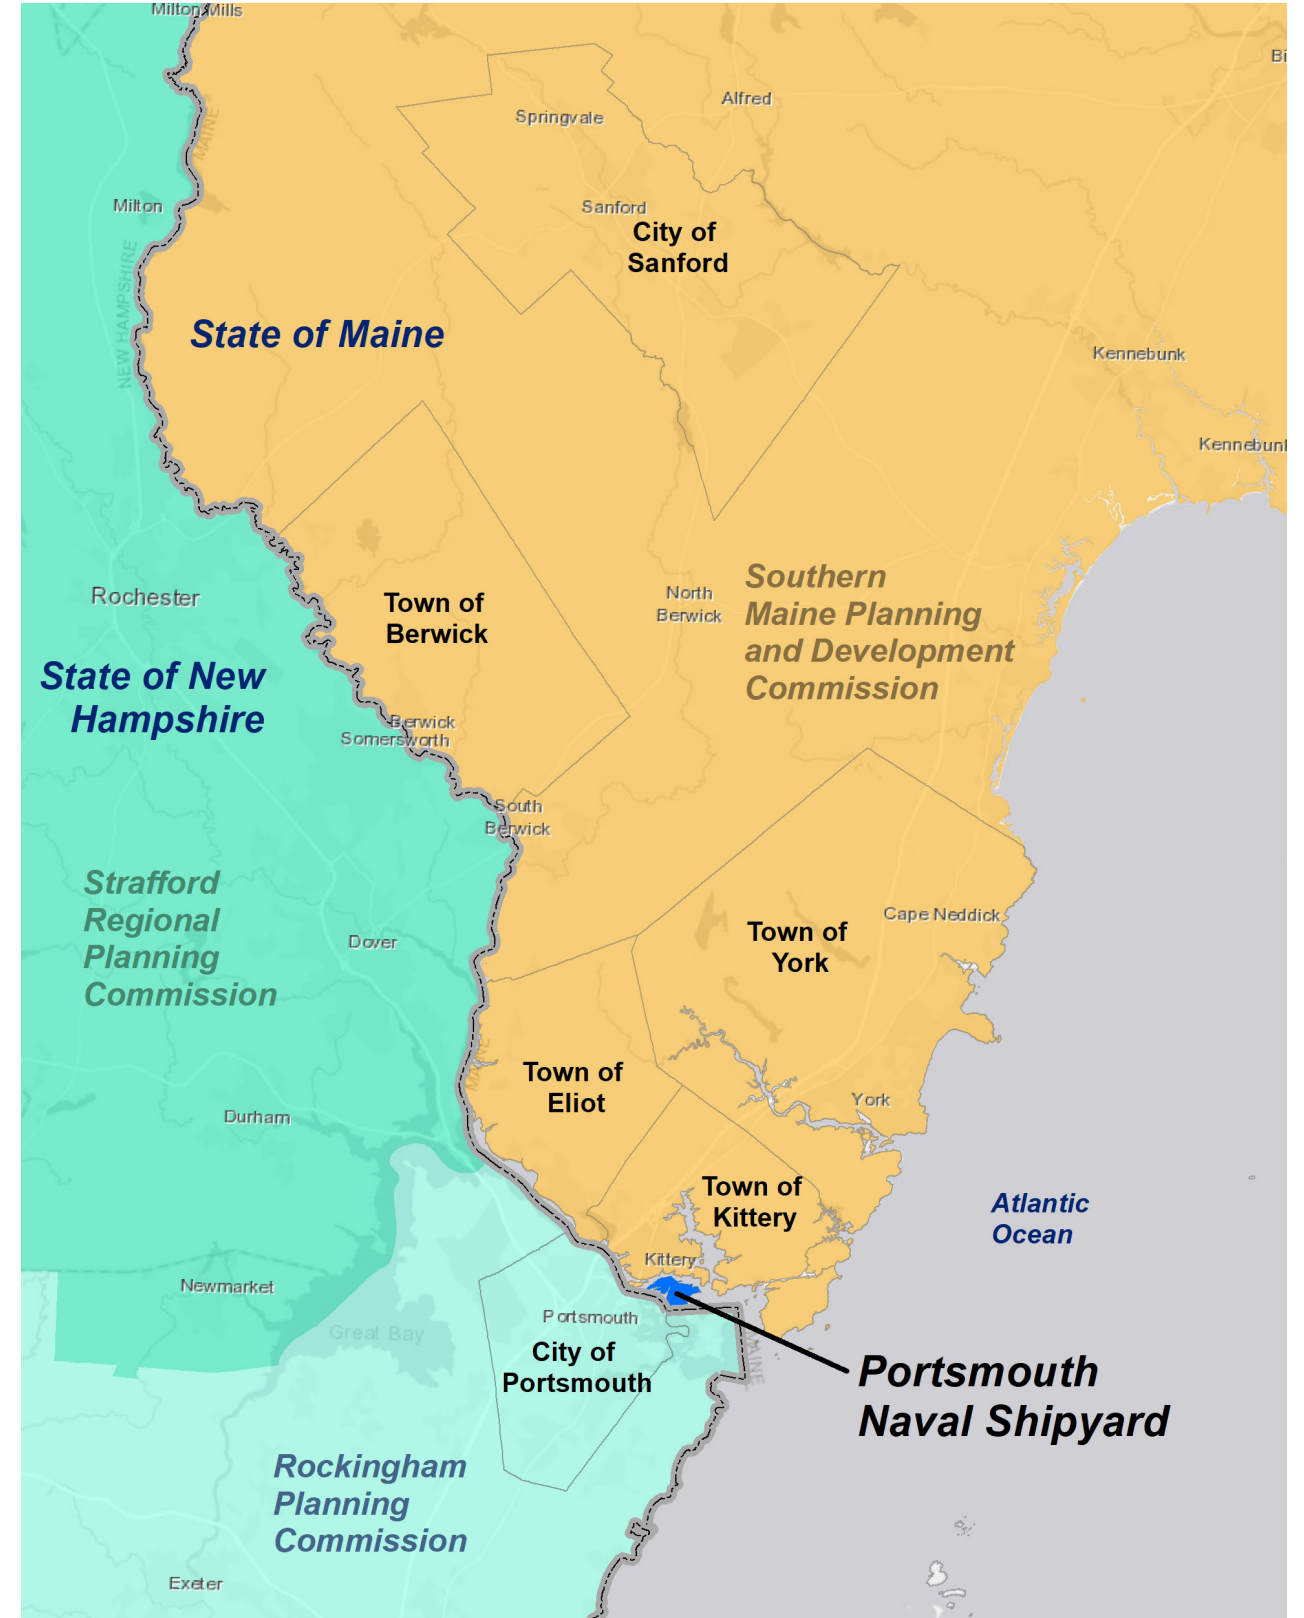 Milton Mills
Bi
Alfred
Springvale
MAINE
Milton
Sanford
City of
Sanford
NEW HAMPSHIRE
State of Maine
Kennebunk
Kennebunk
Rochester
Town of
Berwick
North
Berwick
Southern
Maine Planning
and Development
Commission
State of New
Hampshire
Berwick
Somersworth
South
Berwick
Strafford
Regional
Planning
Commission
Dover
Cape Neddick
Town of
York
MAINE
Town of
Eliot
York
Durham
Town of
Kittery
Atlantic
Ocean
Kittery
Newmarket
Portsmouth
Great Bay
City of
Portsmouth
MAINE
Portsmouth
Naval Shipyard
Rockingham
Planning
Commission
Exeter